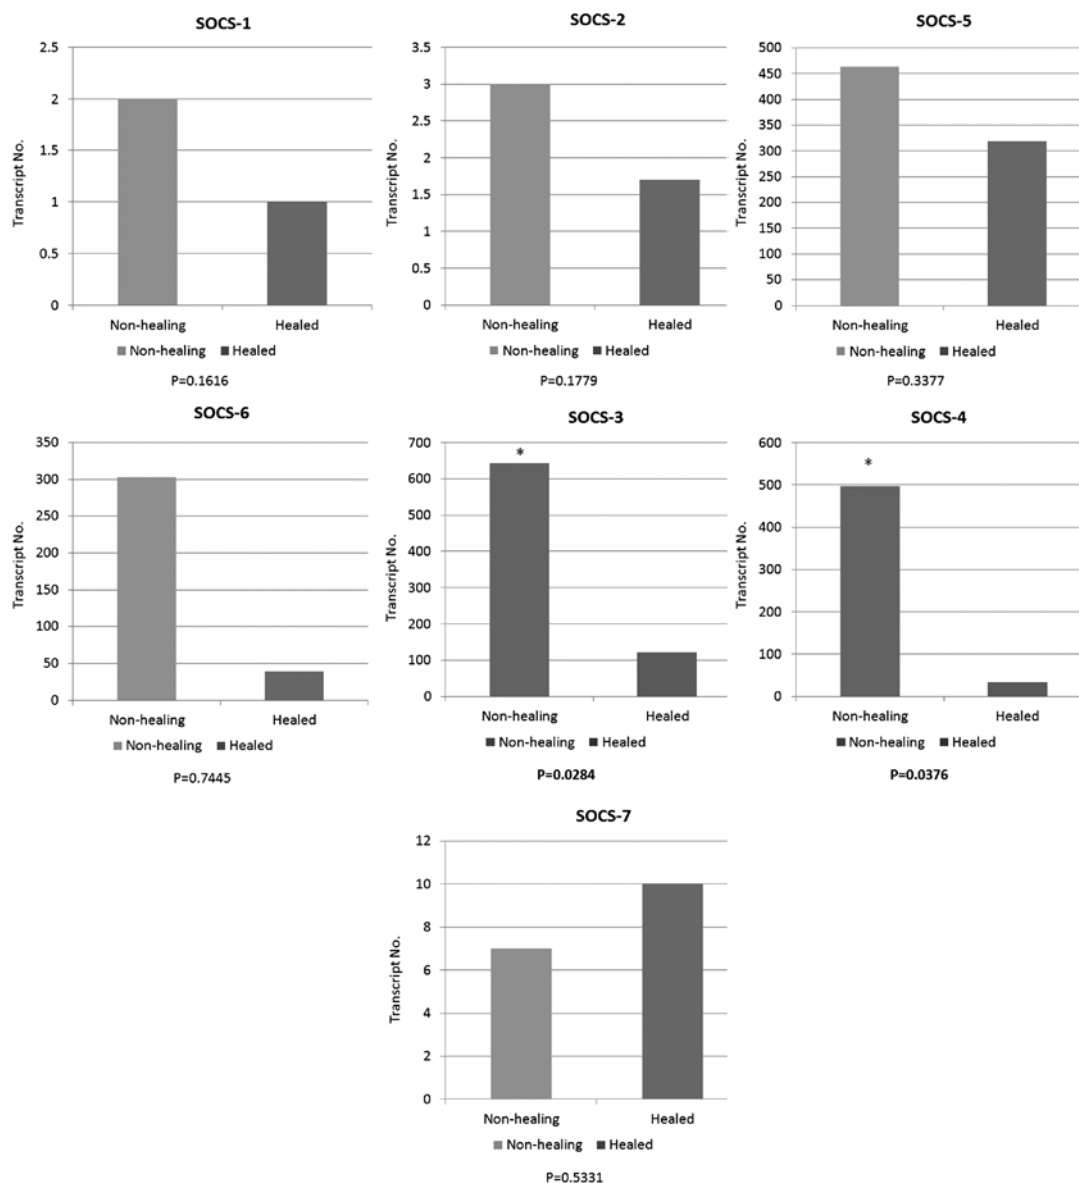 SOCS-1
2.5
2
1.5
1
0.5
0
Transcript No.
Non-healing Healed
Non-healing Healed
P=0.1616
SOCS-2
3.5
3
2.5
2
1.5
1
0.5
0
Transcript No.
Non-healing Healed
Non-healing Healed
P=0.1779
SOCS-5
500
450
400
350
300
250
200
150
100
50
0
Transcript No.
Non-healing Healed
Non-healing Healed
P=0.3377
SOCS-6
350
300
250
200
150
100
50
0
Transcript No.
Non-healing Healed
Non-healing Healed
P=0.7445
SOCS-3
700
600
500
400
300
200
100
0
Transcript No.
*
Non-healing Healed
Non-healing Healed
P=0.0284
SOCS-4
600
500
400
300
200
100
0
Transcript No.
*
Non-healing Healed
Non-healing Healed
P=0.0376
SOCS-7
12
10
8
6
4
2
0
Transcript No.
Non-healing Healed
Non-healing Healed
P=0.5331